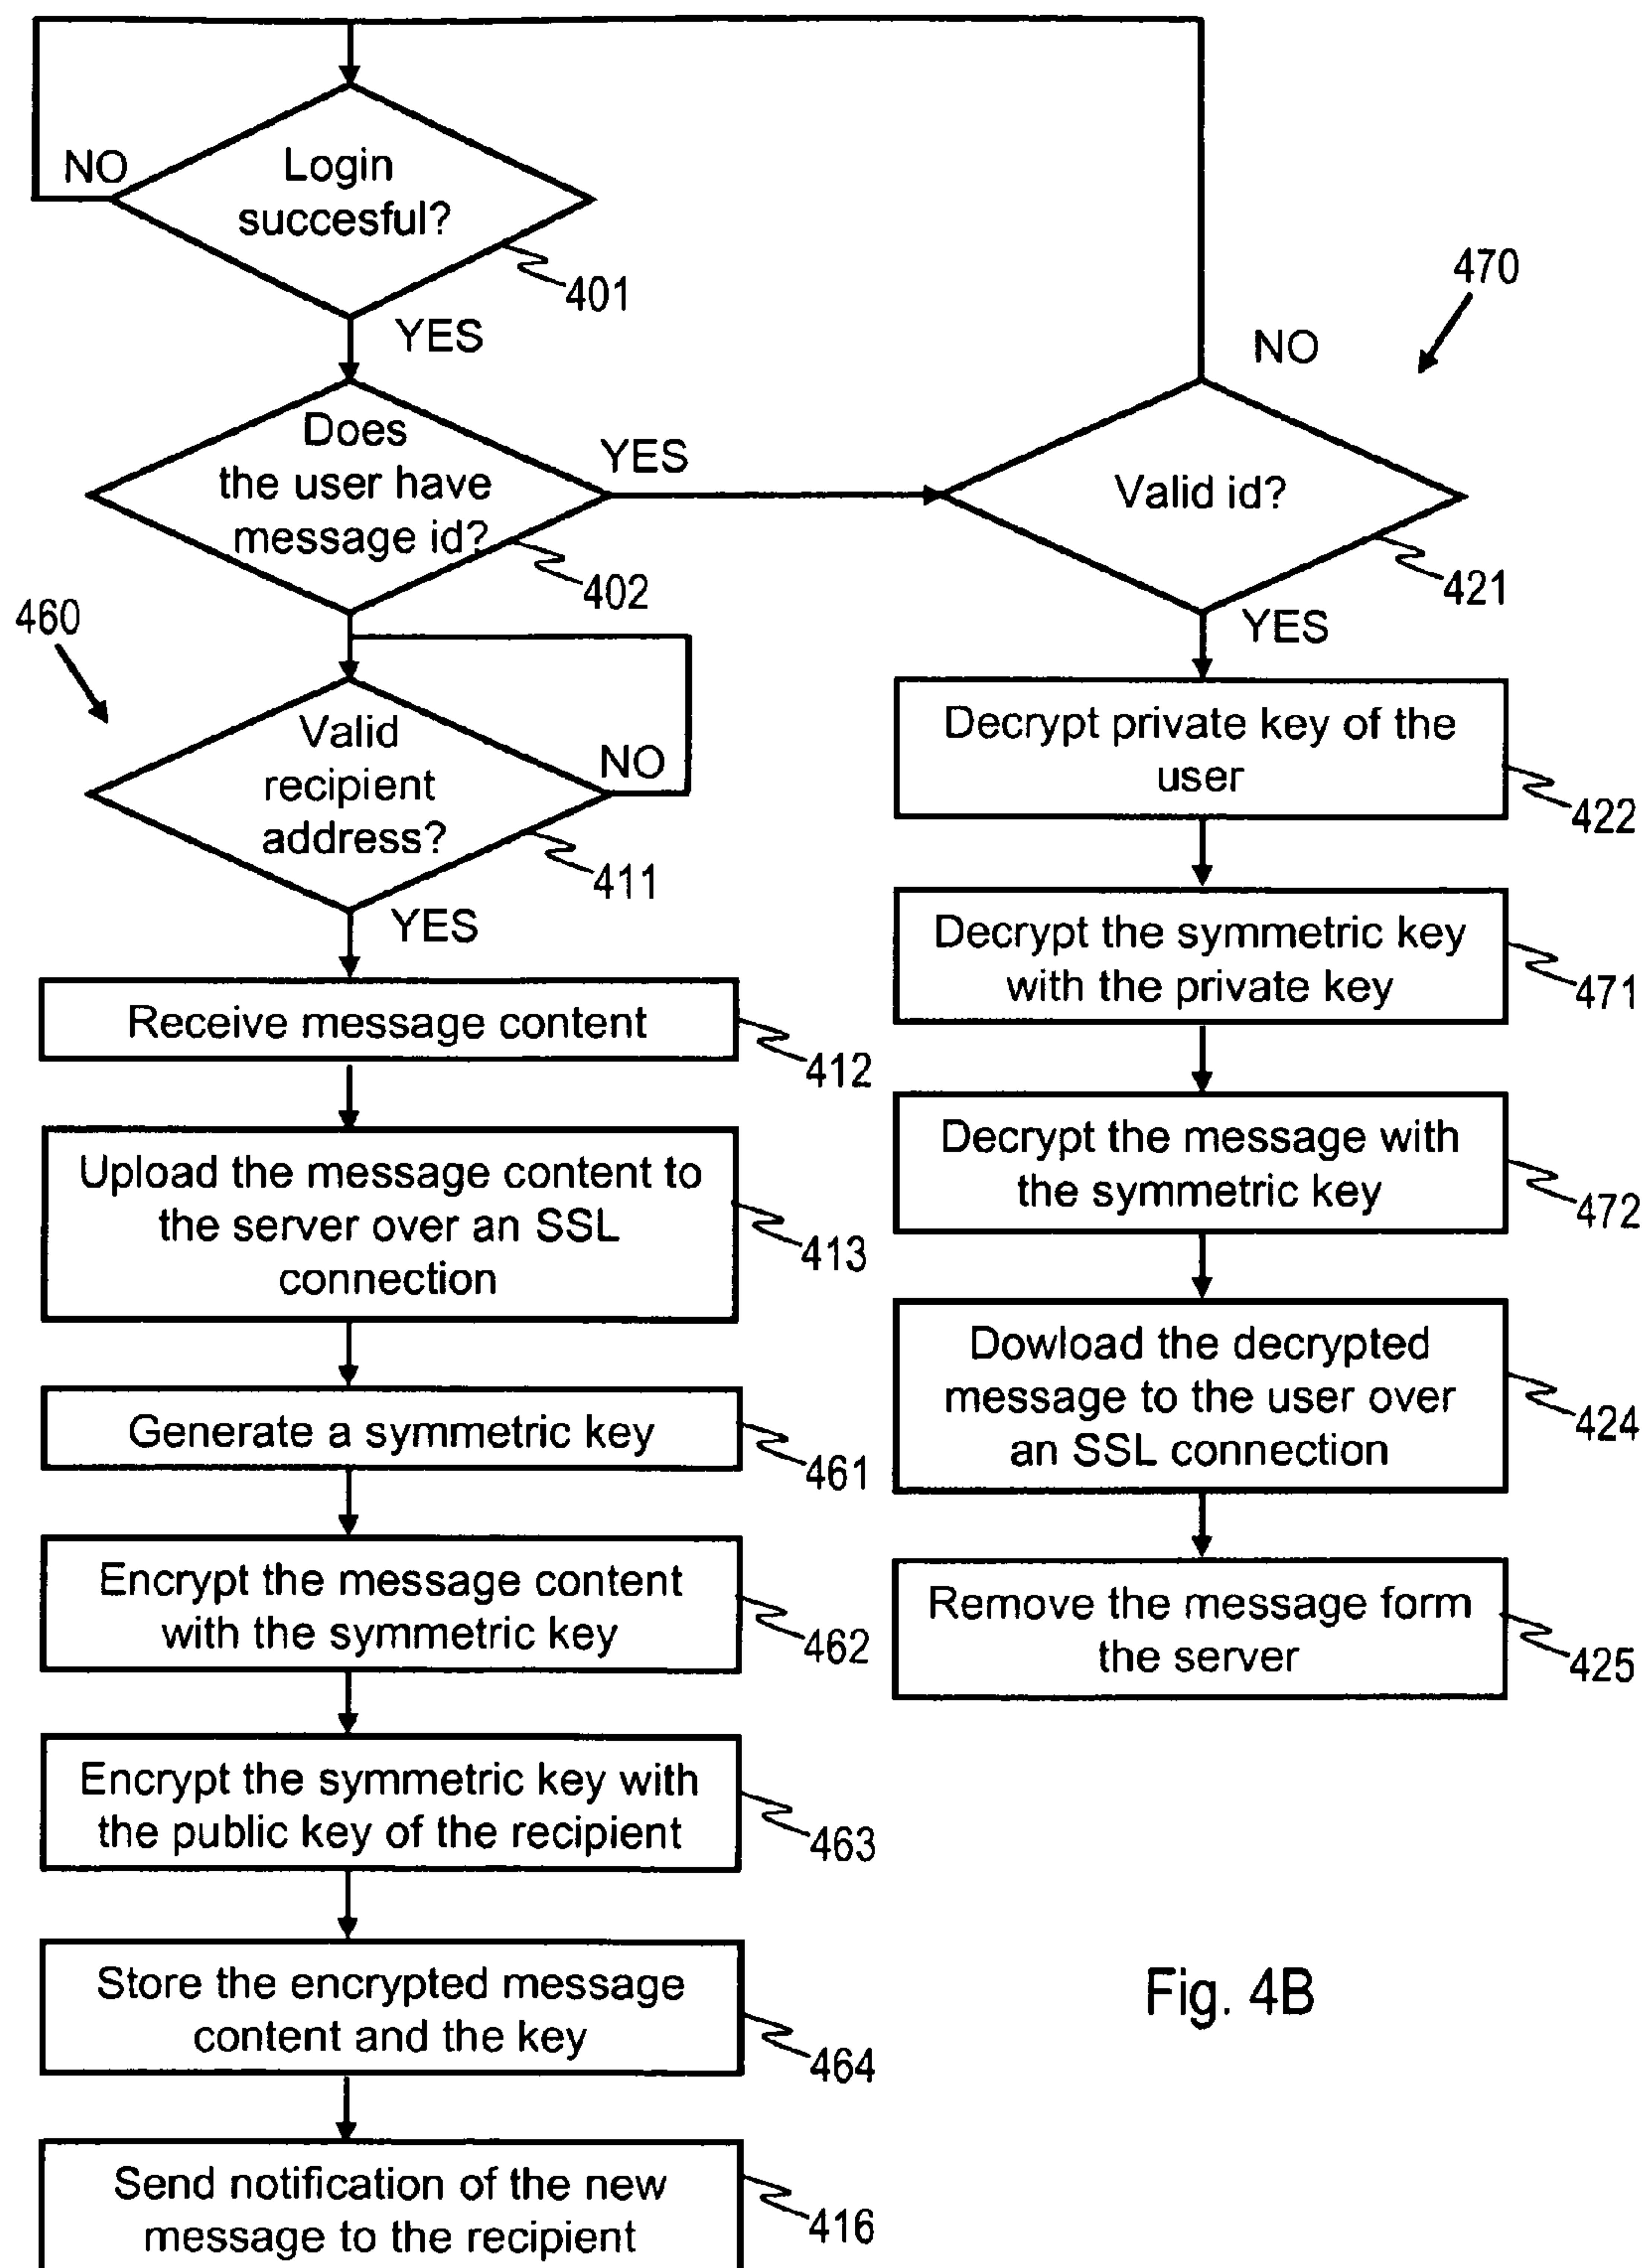 NO
Login
succesful?
401
YES
Does
the user have
message id?
402
YES
460
Valid
recipient
address?
NO
411
YES
Receive message content
412
Upload the message content to
the server over an SSL
connection
413
Generate a symmetric key
461
Encrypt the message content
with the symmetric key
462
Encrypt the symmetric key with
the public key of the recipient
463
Store the encrypted message
content and the key
464
Send notification of the new
message to the recipient
416
470
NO
Valid id?
421
YES
Decrypt private key of the
user
422
Decrypt the symmetric key
with the private key
471
Decrypt the message with
the symmetric key
472
Dowload the decrypted
message to the user over
an SSL connection
424
Remove the message form
the server
425
Fig. 4B